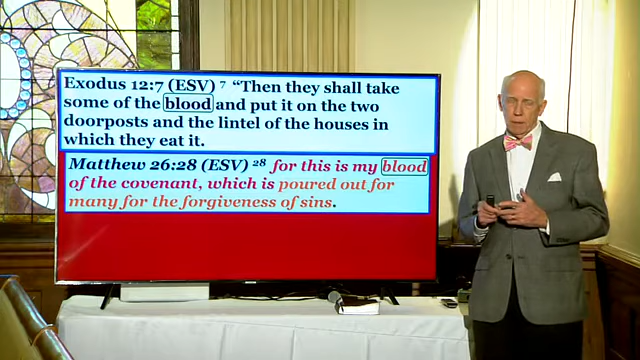 Exodus 12:7 (ESV) ⁷ “Then they shall take
some of the blood and put it on the two
doorposts and the lintel of the houses in
which they eat it.
Matthew 26:28 (ESV) ²⁸ for this is my blood
of the covenant, which is poured out for
many for the forgiveness of sins.